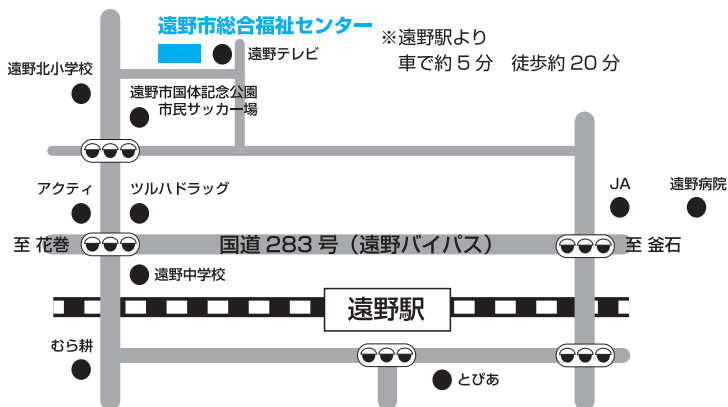 遠野市総合福祉センター
※遠野駅より
車で約5分 徒歩約20分
遠野テレビ
遠野北小学校
遠野市国体記念公園
市民サッカー場
アクティ
ツルハドラッグ
JA
遠野病院
至 花巻
国道283号（遠野バイパス）
至 釜石
遠野中学校
遠野駅
むら耕
とぴあ